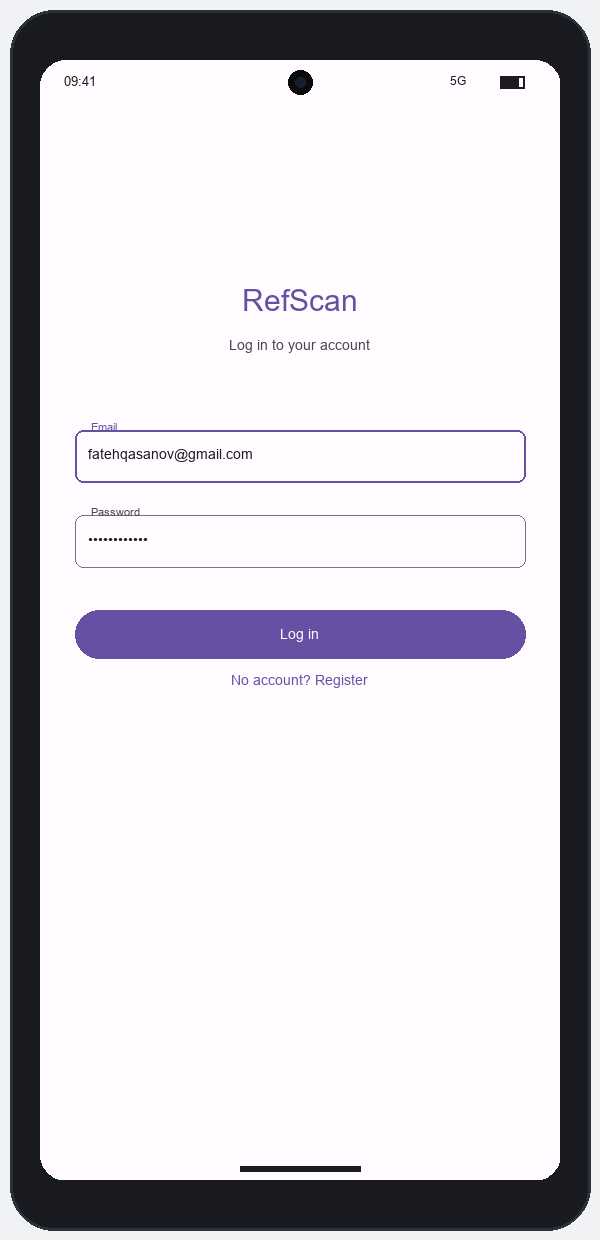 09:41
5G
RefScan
Log in to your account
Email
fatehqasanov@gmail.com
Password
••••••••••••
Log in
No account? Register